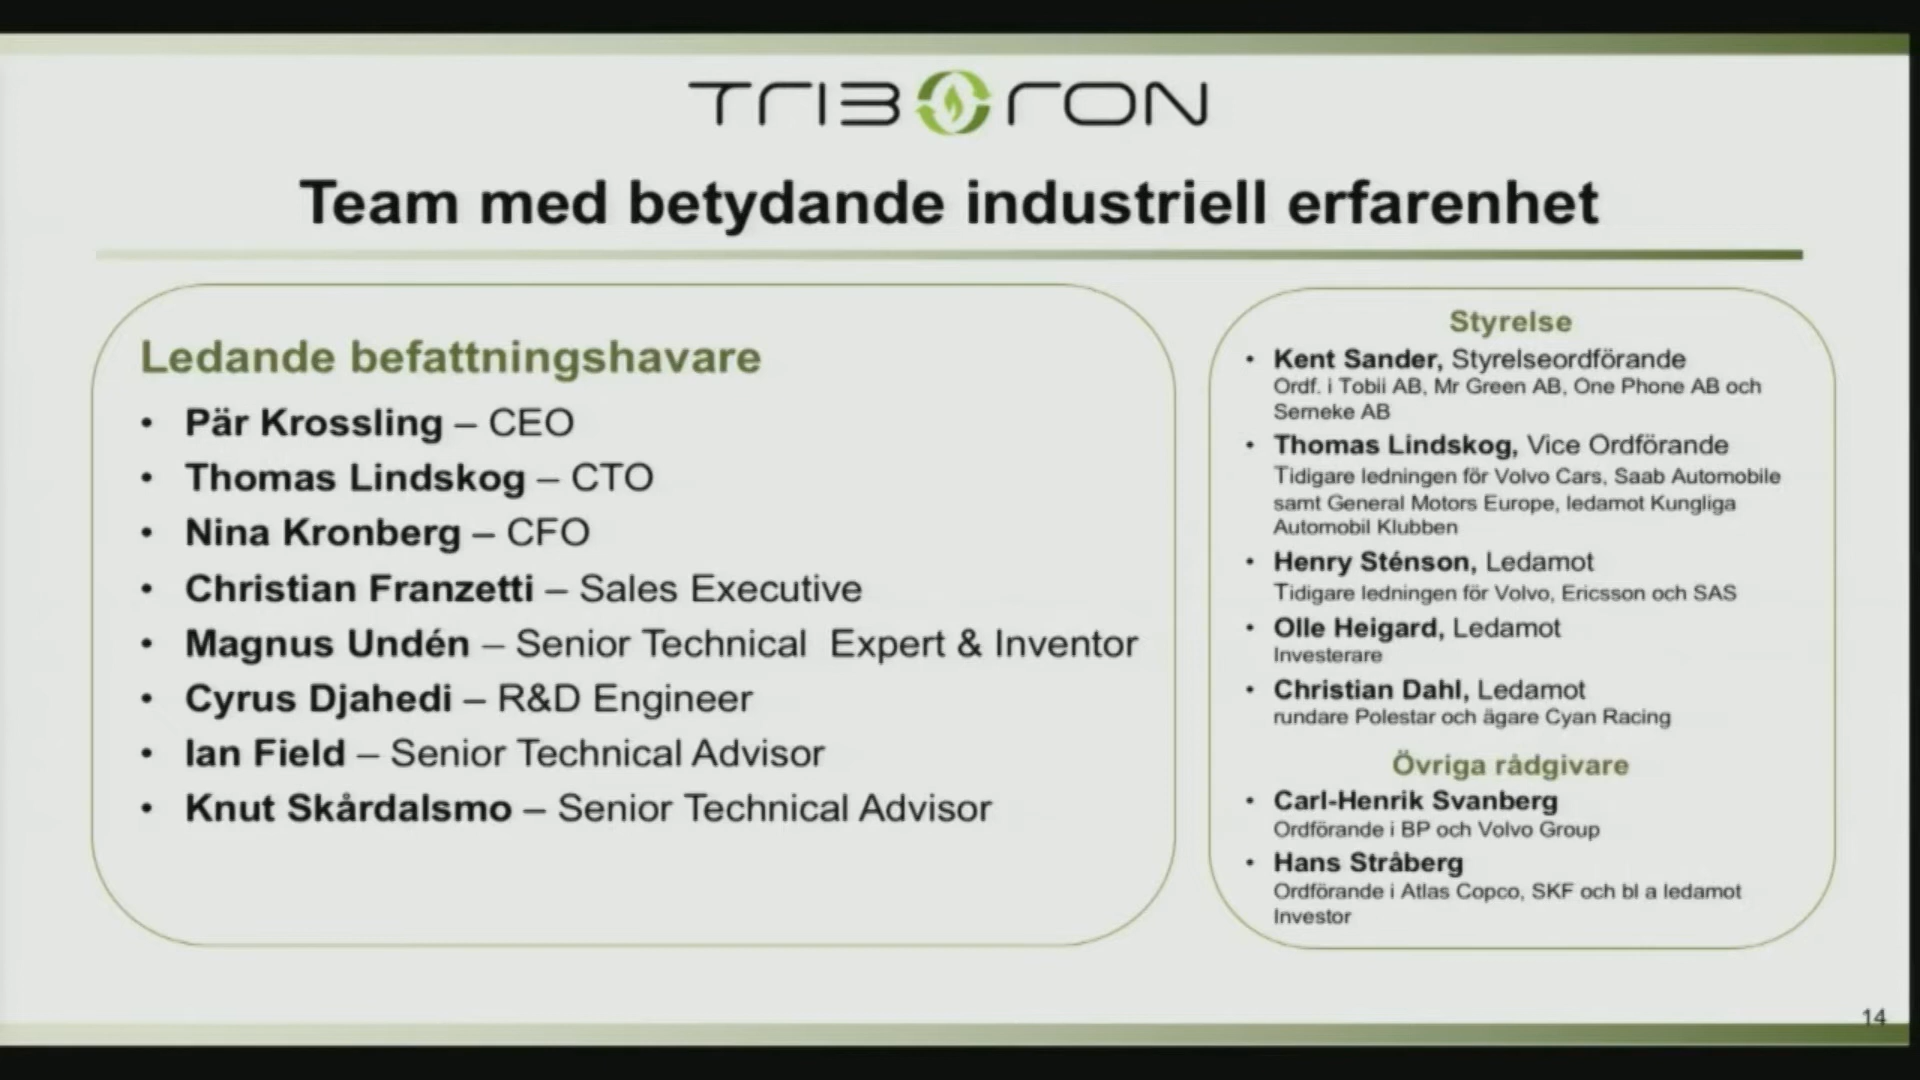 TRIBORON
Team med betydande industriell erfarenhet
Ledande befattningshavare
• Pär Krossling – CEO
• Thomas Lindskog – CTO
• Nina Kronberg – CFO
• Christian Franzetti – Sales Executive
• Magnus Undén – Senior Technical Expert & Inventor
• Cyrus Djahedi – R&D Engineer
• Ian Field – Senior Technical Advisor
• Knut Skårdalsmo – Senior Technical Advisor
Styrelse
• Kent Sander, Styrelseordförande
Ordf. i Tobii AB, Mr Green AB, One Phone AB och
Serneke AB
• Thomas Lindskog, Vice Ordförande
Tidigare ledningen för Volvo Cars, Saab Automobile
samt General Motors Europe, ledamot Kungliga
Automobil Klubben
• Henry Sténson, Ledamot
Tidigare ledningen för Volvo, Ericsson och SAS
• Olle Heigard, Ledamot
Investerare
• Christian Dahl, Ledamot
rundare Polestar och ägare Cyan Racing
Övriga rådgivare
• Carl-Henrik Svanberg
Ordförande i BP och Volvo Group
• Hans Stråberg
Ordförande i Atlas Copco, SKF och bl a ledamot
Investor
14